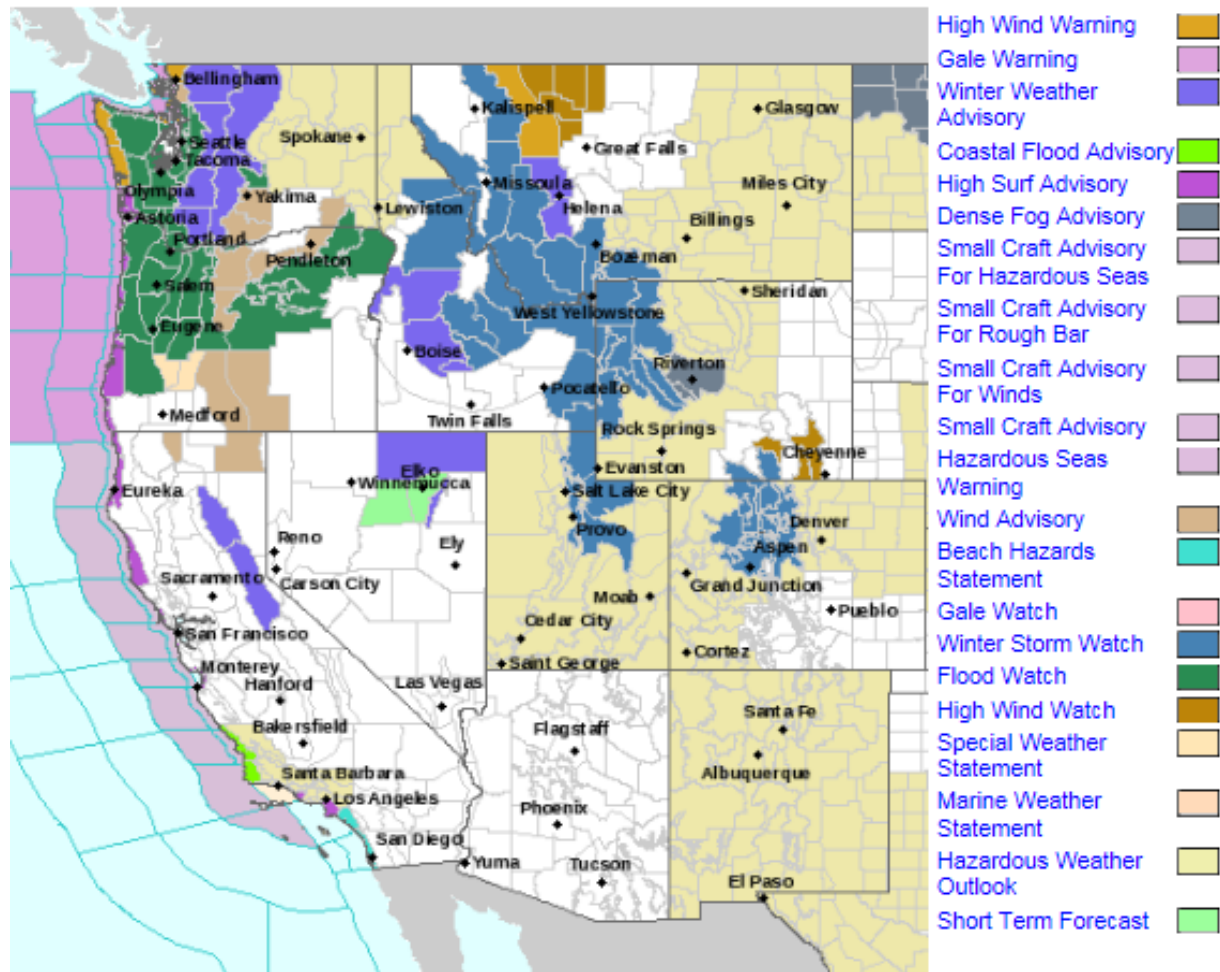 Bellingham
Kalispell
Glasgow
Spokane
Seattle
Great Falls
Tacoma
Olympia
Missoula
Miles City
Yakima
Lewiston
Helena
Astoria
Billings
Portland
Pendleton
Bozeman
Salem
Sheridan
West Yellowstone
Eugene
Boise
Riverton
Pocatello
Medford
Twin Falls
Rock Springs
Cheyenne
Elko
Evanston
Winnemucca
Eureka
Salt Lake City
Denver
Provo
Reno
Ely
Aspen
Sacramento
Carson City
Grand Junction
Moab
Pueblo
Cedar City
San Francisco
Cortez
Saint George
Monterey
Hanford
Las Vegas
Santa Fe
Bakersfield
Flagstaff
Albuquerque
Santa Barbara
Los Angeles
Phoenix
San Diego
Yuma
Tucson
El Paso
High Wind Warning
Gale Warning
Winter Weather
Advisory
Coastal Flood Advisory
High Surf Advisory
Dense Fog Advisory
Small Craft Advisory
For Hazardous Seas
Small Craft Advisory
For Rough Bar
Small Craft Advisory
For Winds
Small Craft Advisory
Hazardous Seas
Warning
Wind Advisory
Beach Hazards
Statement
Gale Watch
Winter Storm Watch
Flood Watch
High Wind Watch
Special Weather
Statement
Marine Weather
Statement
Hazardous Weather
Outlook
Short Term Forecast